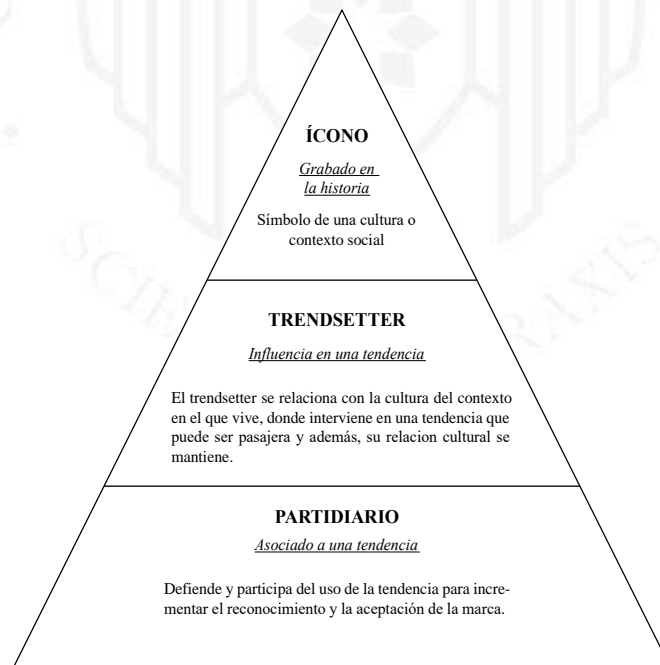 ÍCONO
Grabado en
la historia
Símbolo de una cultura o
contexto social
TRENDSETTER
Influencia en una tendencia
El trendsetter se relaciona con la cultura del contexto
en el que vive, donde interviene en una tendencia que
puede ser pasajera y además, su relacion cultural se
mantiene.
PARTIDIARIO
Asociado a una tendencia
Defiende y participa del uso de la tendencia para incre-
mentar el reconocimiento y la aceptación de la marca.